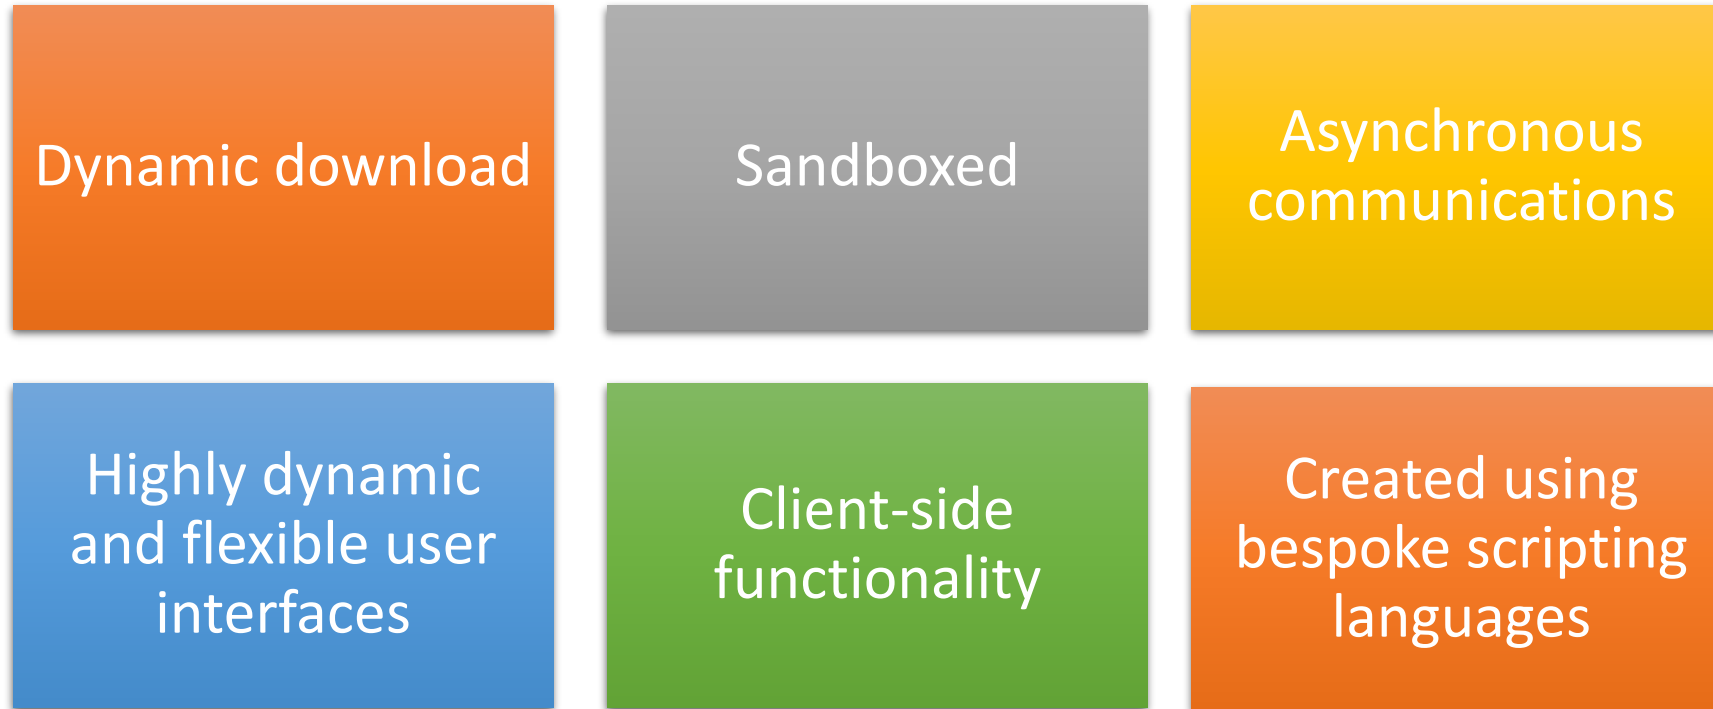 Dynamic download
Sandboxed
Asynchronous
communications
Highly dynamic
and flexible user
interfaces
Client-side
functionality
Created using
bespoke scripting
languages